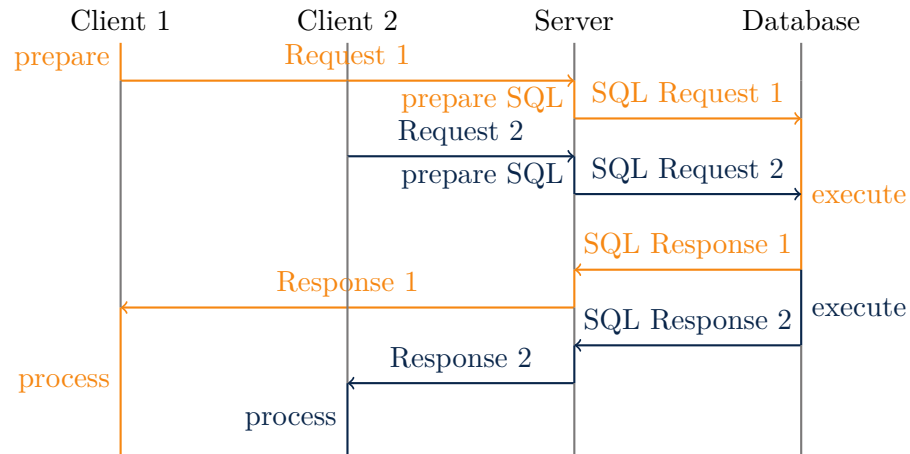 Client 1 Client 2 Server Database
prepare
Request 1
prepare SQL
SQL Request 1
Request 2
prepare SQL
SQL Request 2
execute
SQL Response 1
Response 1
execute
SQL Response 2
Response 2
process
process